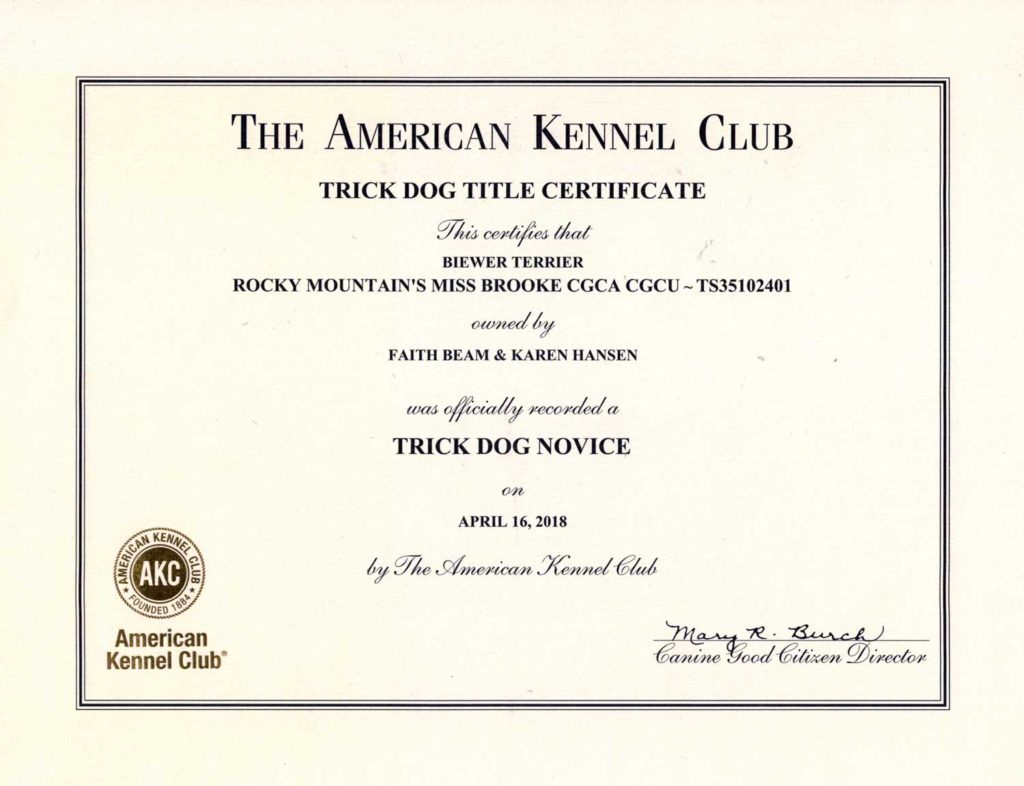 THE AMERICAN KENNEL CLUB
TRICK DOG TITLE CERTIFICATE
This certifies that
BIEWER TERRIER
ROCKY MOUNTAIN'S MISS BROOKE CGCA CGCU ~ TS35102401
owned by
FAITH BEAM & KAREN HANSEN
was officially recorded a
TRICK DOG NOVICE
on
APRIL 16, 2018
by The American Kennel Club
AMERICAN KENNEL CLUB
AKC
FOUNDED 1884
American
Kennel Club®
Mary R. Burch
Canine Good Citizen Director